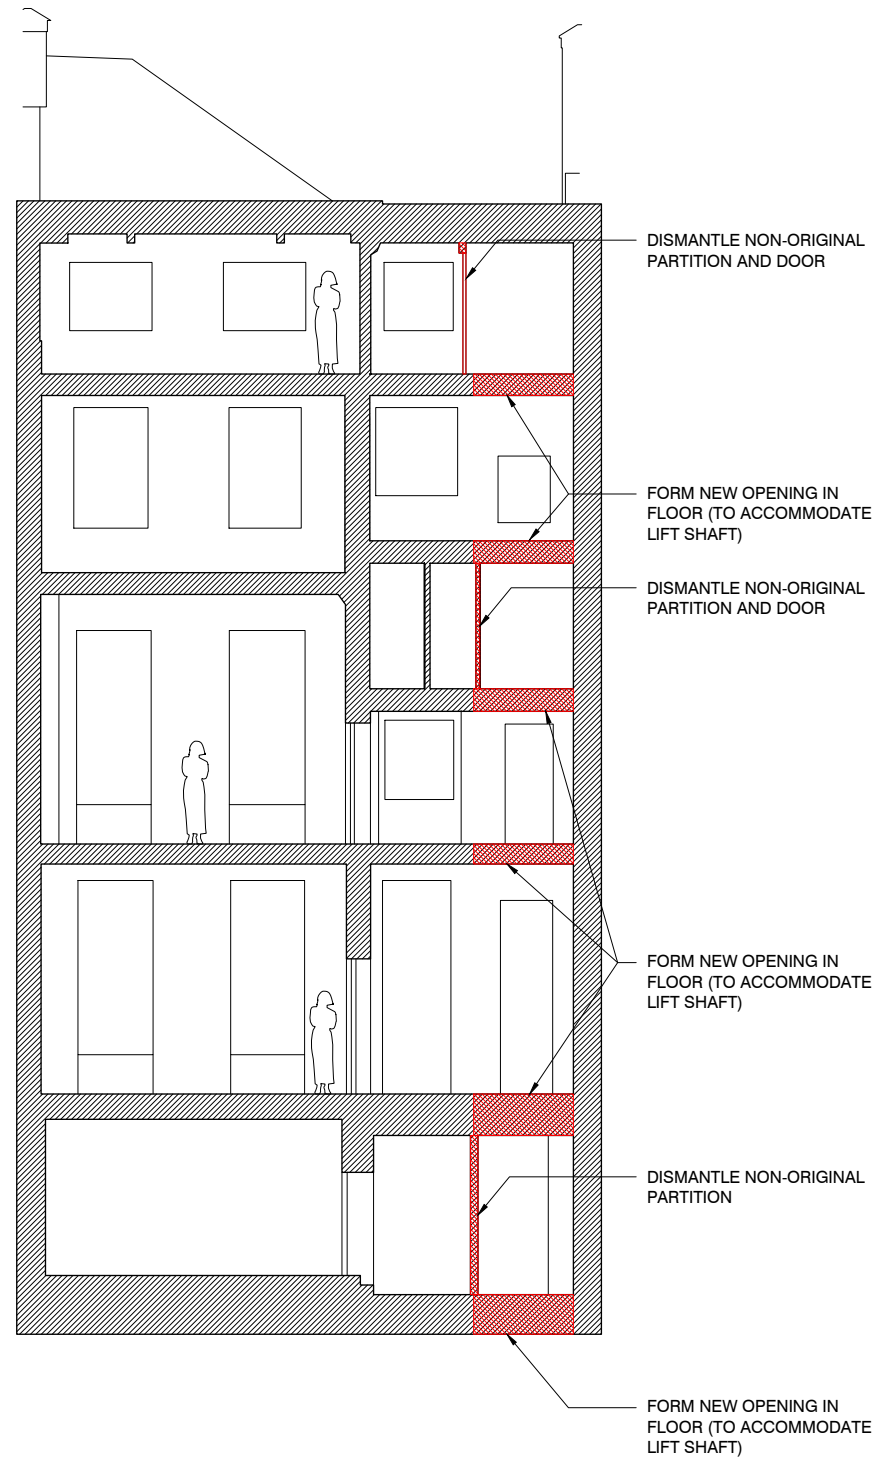 DISMANTLE NON-ORIGINAL
PARTITION AND DOOR
FORM NEW OPENING IN
FLOOR (TO ACCOMMODATE
LIFT SHAFT)
DISMANTLE NON-ORIGINAL
PARTITION AND DOOR
FORM NEW OPENING IN
FLOOR (TO ACCOMMODATE
LIFT SHAFT)
DISMANTLE NON-ORIGINAL
PARTITION
FORM NEW OPENING IN
FLOOR (TO ACCOMMODATE
LIFT SHAFT)